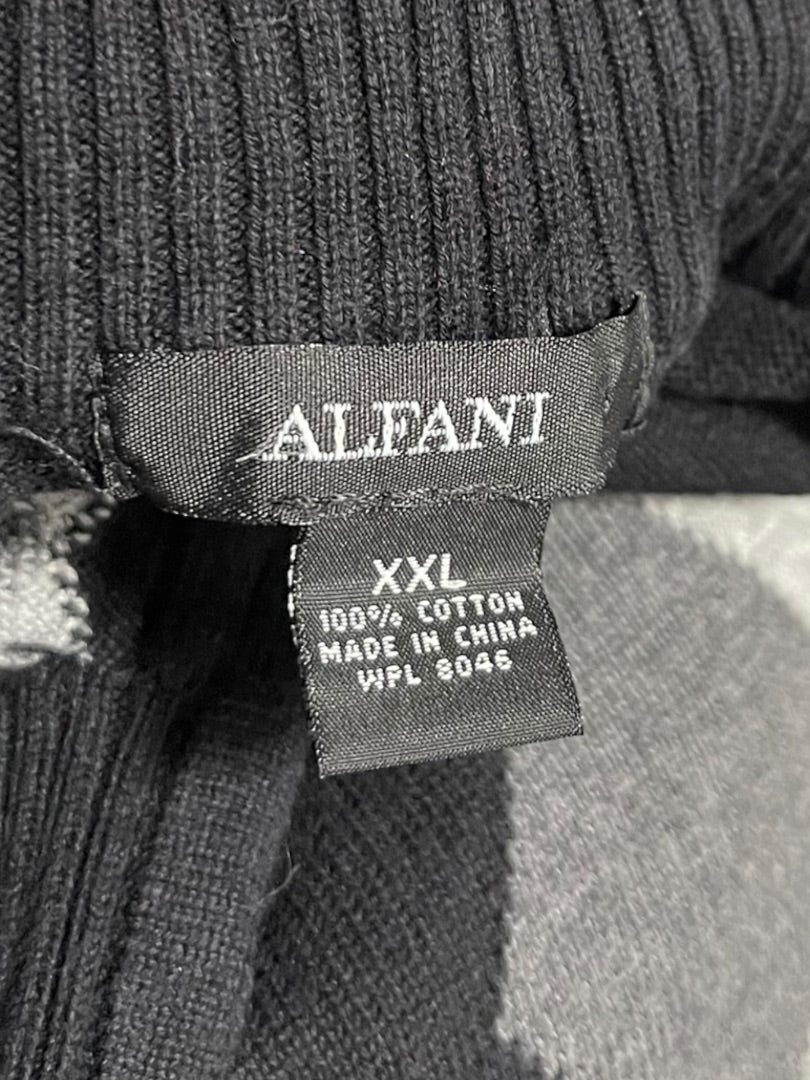 ALFANI
XXL
100% COTTON
MADE IN CHINA
WPL 8046